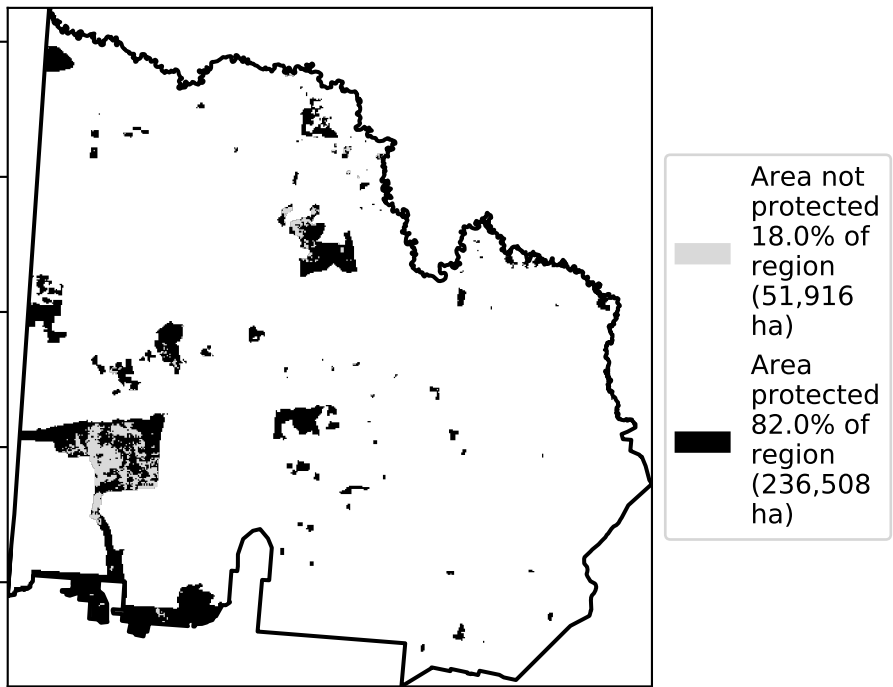 Area not
protected
18.0% of
region
(51,916
ha)
Area
protected
82.0% of
region
(236,508
ha)